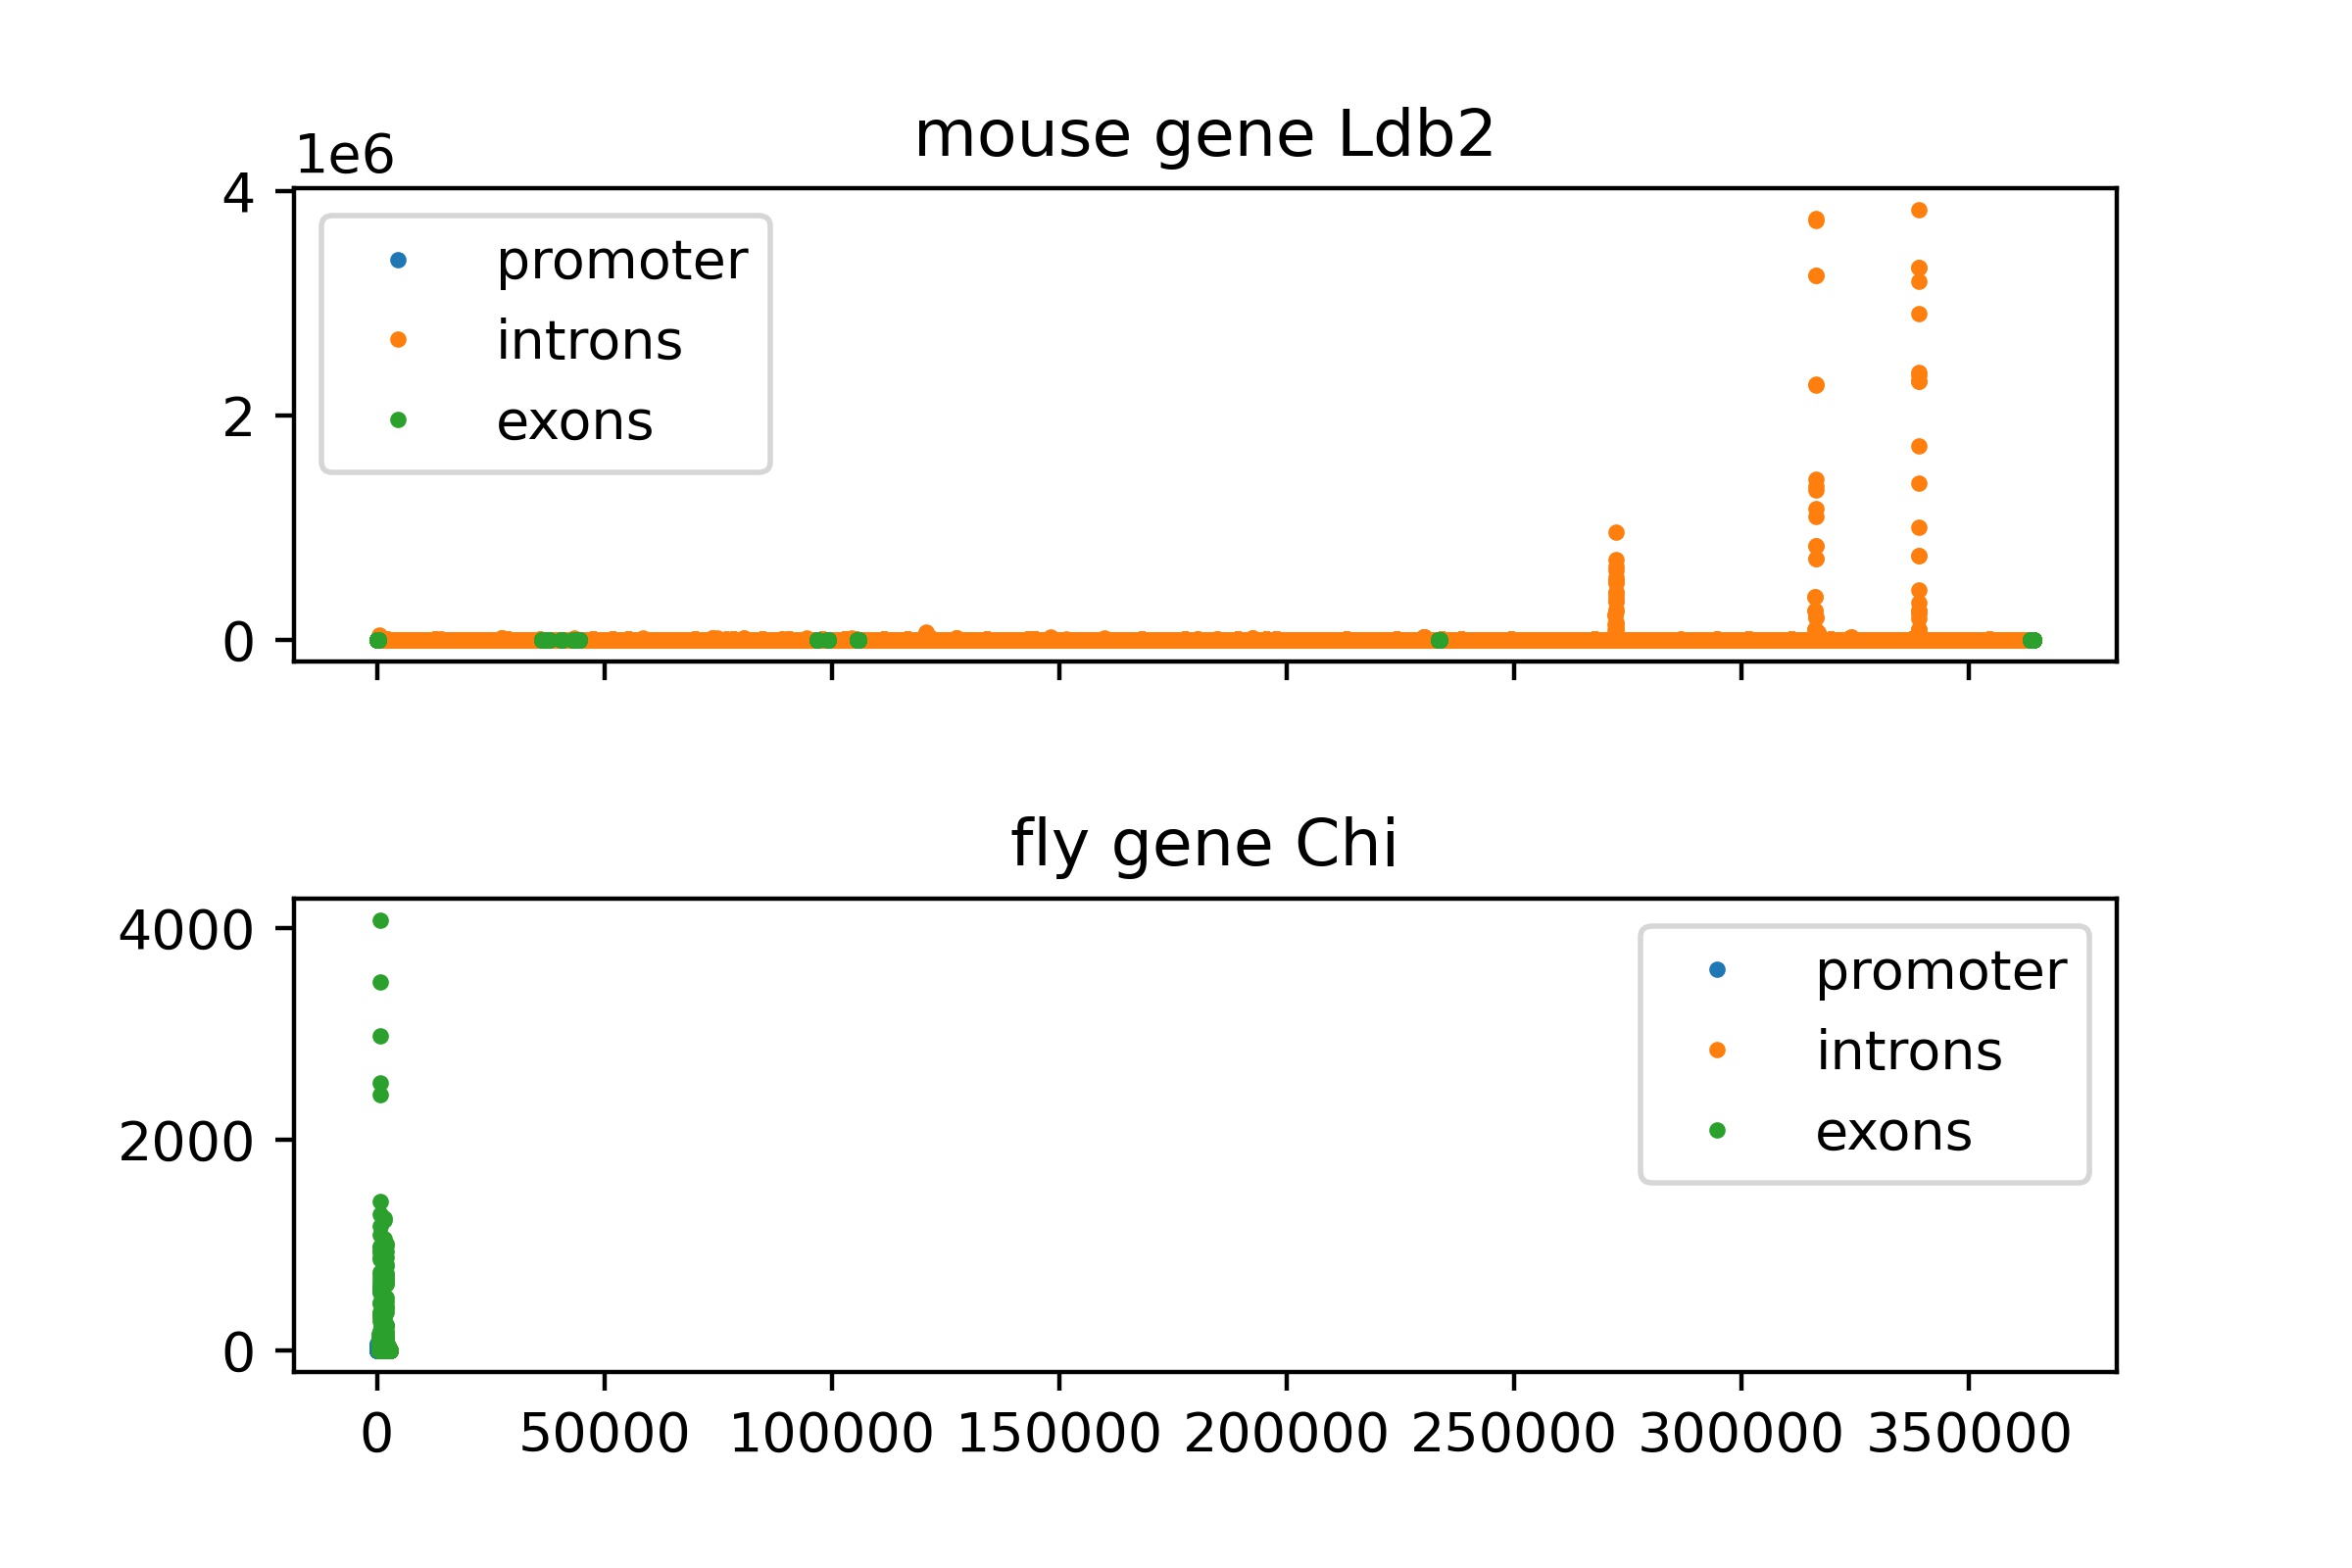 mouse gene Ldb2
1e6
4
2
0
promoter
introns
exons
fly gene Chi
4000
2000
0
promoter
introns
exons
0 50000 100000 150000 200000 250000 300000 350000